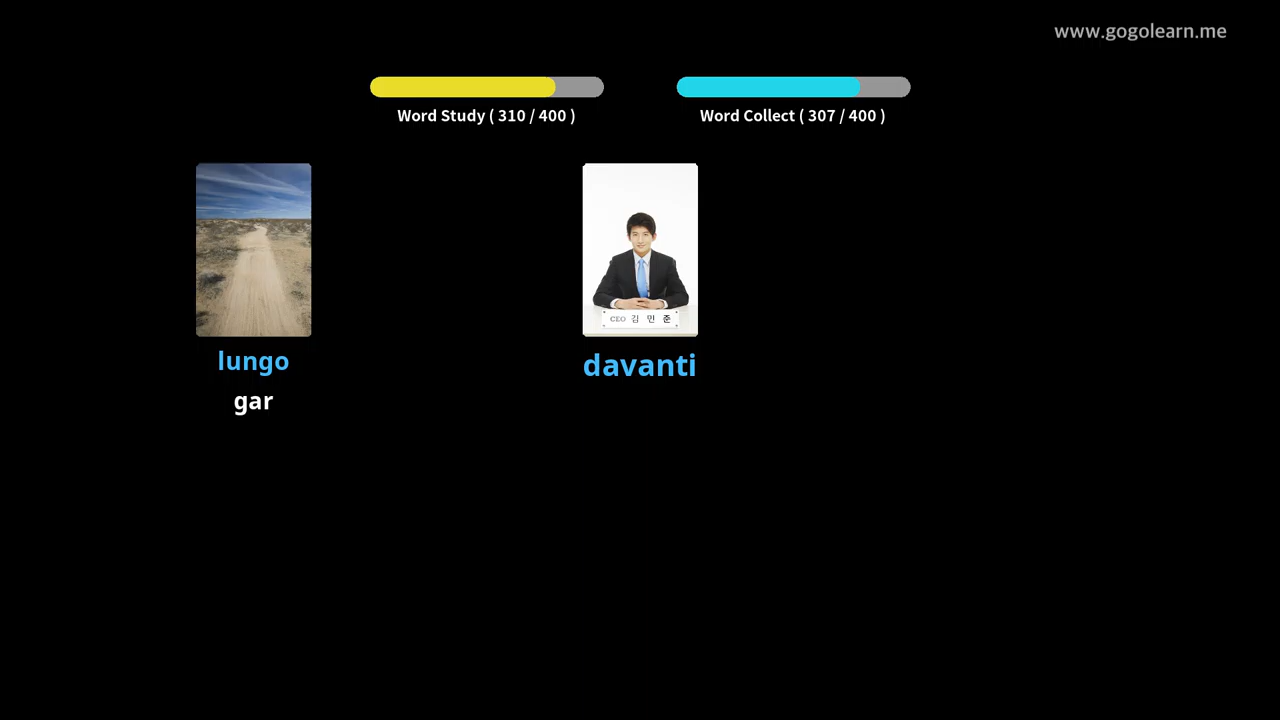 www.gogolearn.me
Word Study ( 310 / 400 )
Word Collect ( 307 / 400 )
CEO 김 민 준
lungo
davanti
gar